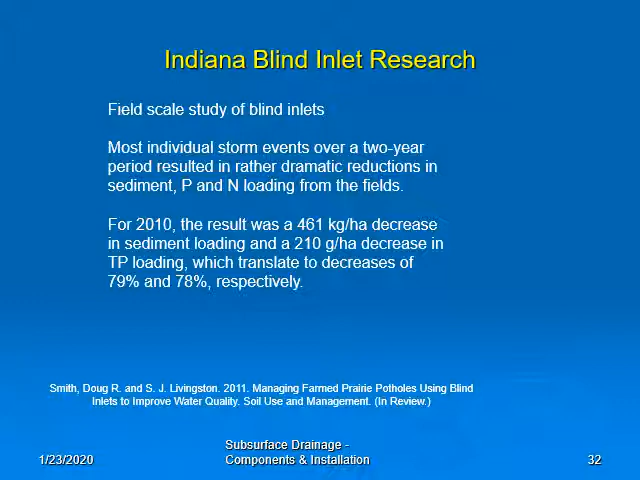 Indiana Blind Inlet Research
Field scale study of blind inlets
Most individual storm events over a two-year
period resulted in rather dramatic reductions in
sediment, P and N loading from the fields.
For 2010, the result was a 461 kg/ha decrease
in sediment loading and a 210 g/ha decrease in
TP loading, which translate to decreases of
79% and 78%, respectively.
Smith, Doug R. and S. J. Livingston. 2011. Managing Farmed Prairie Potholes Using Blind
Inlets to Improve Water Quality. Soil Use and Management. (In Review.)
1/23/2020
Subsurface Drainage -
Components & Installation
32